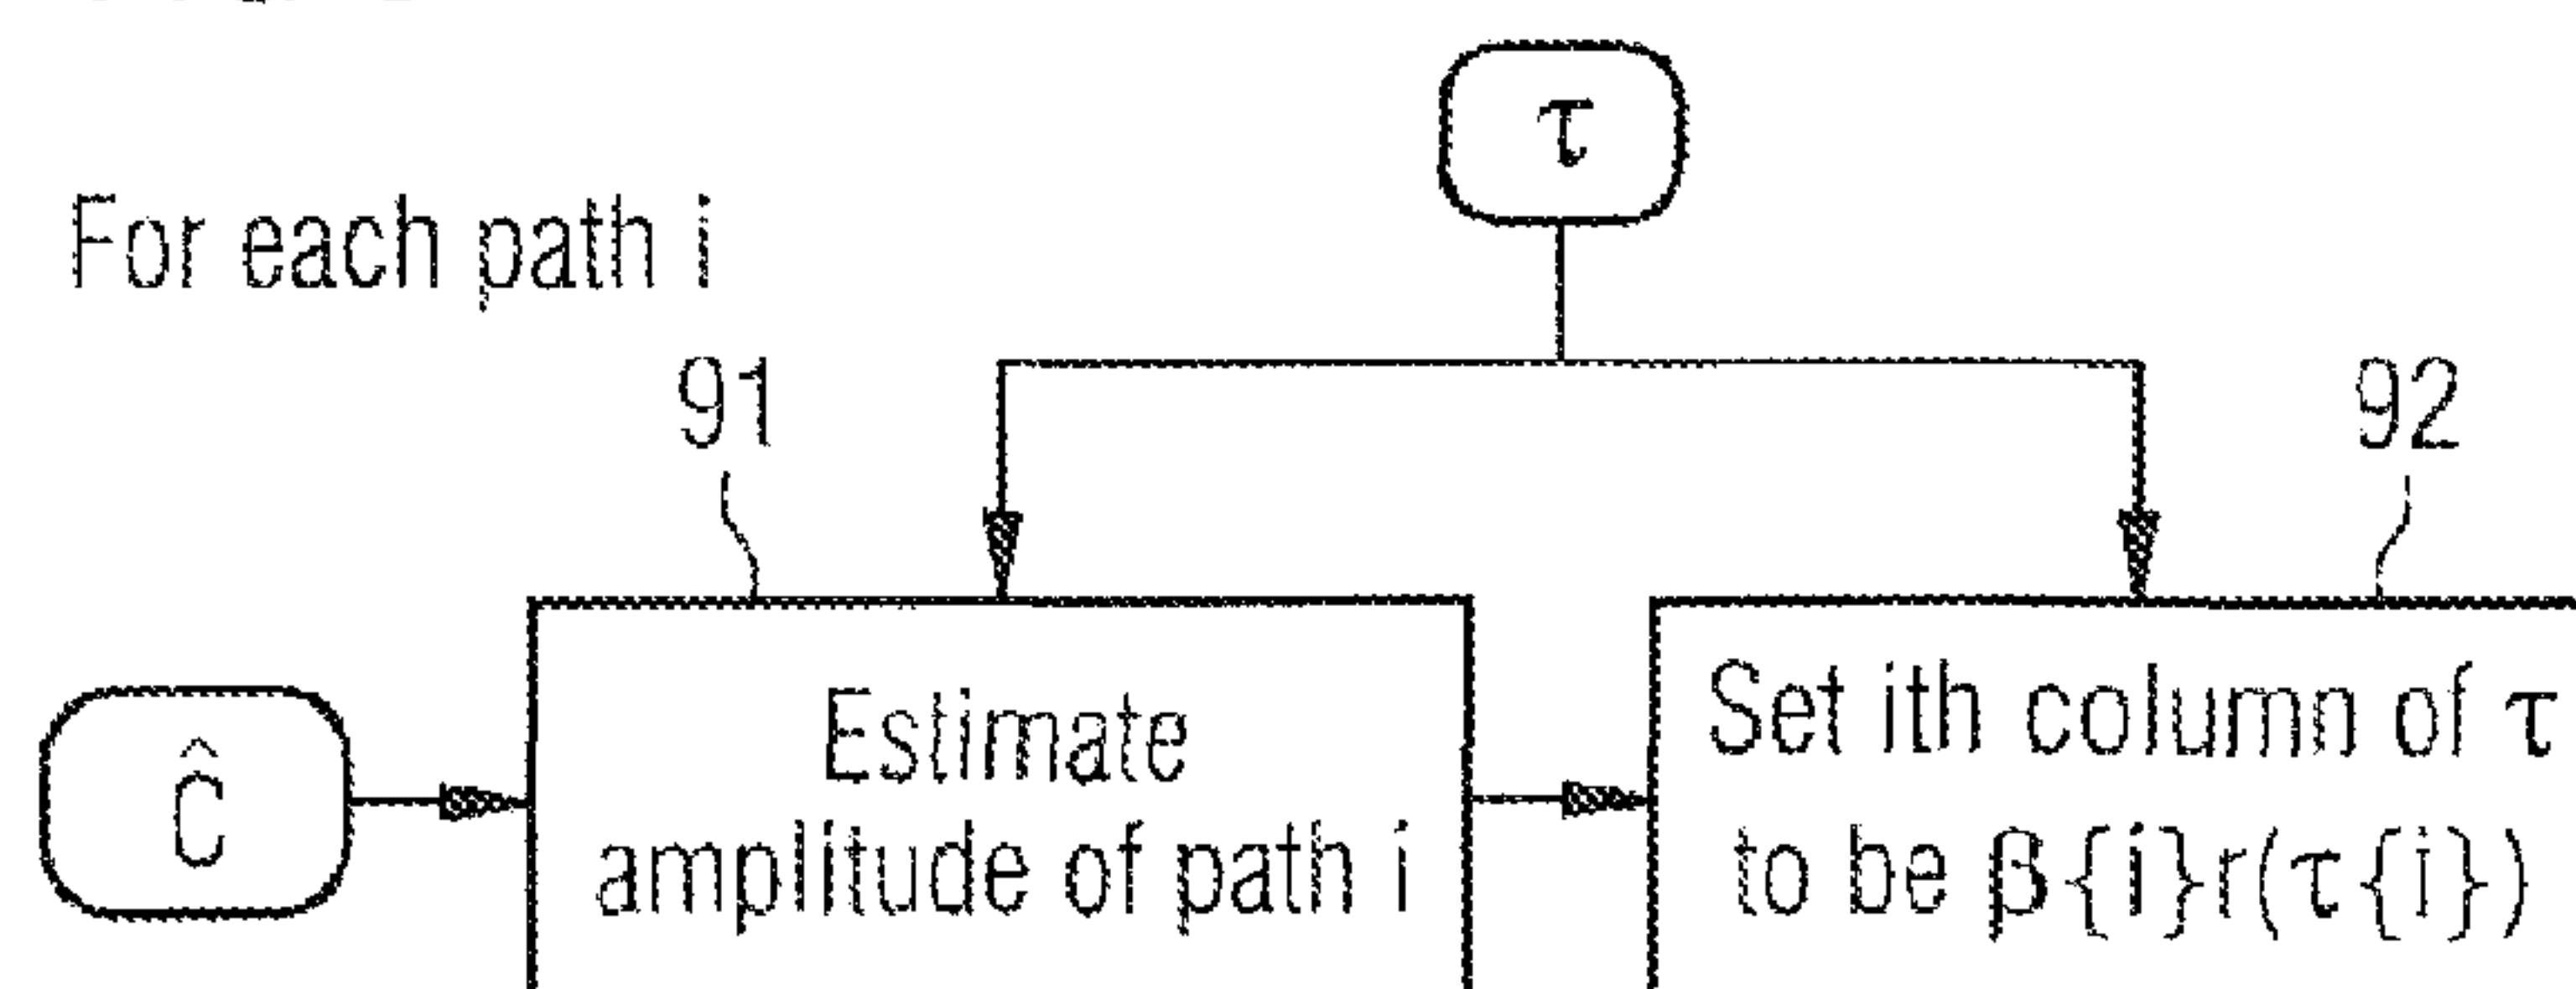 τ
For each path i
91
92
Ĉ
Estimate
amplitude of path i
Set ith column of τ
to be β{i}r(τ{i})